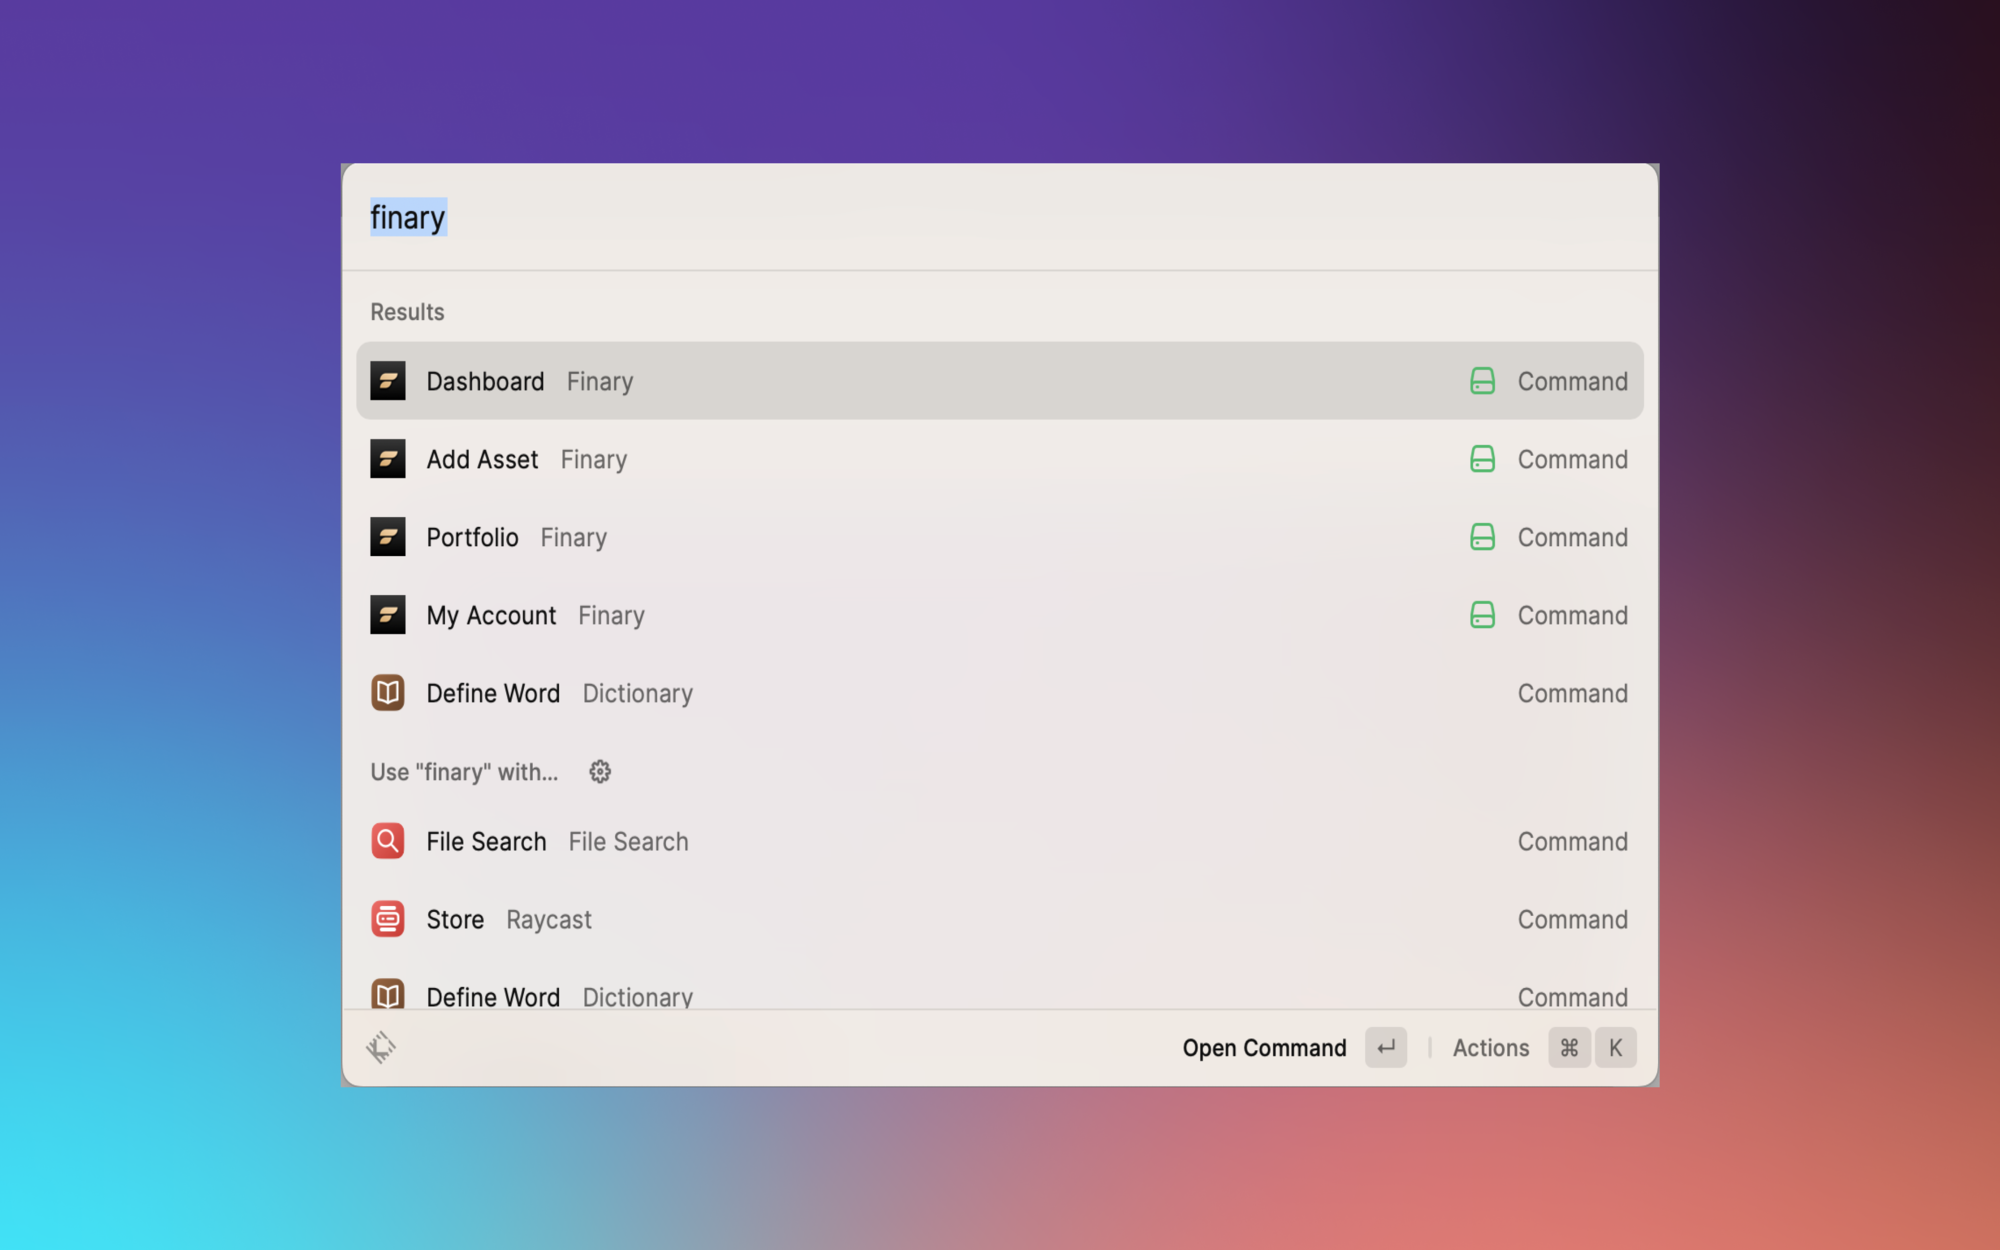 finary
Results
Dashboard Finary Command
Add Asset Finary Command
Portfolio Finary Command
My Account Finary Command
Define Word Dictionary Command
Use "finary" with...
File Search File Search Command
Store Raycast Command
Define Word Dictionary Command
Open Command ↵ | Actions ⌘ K